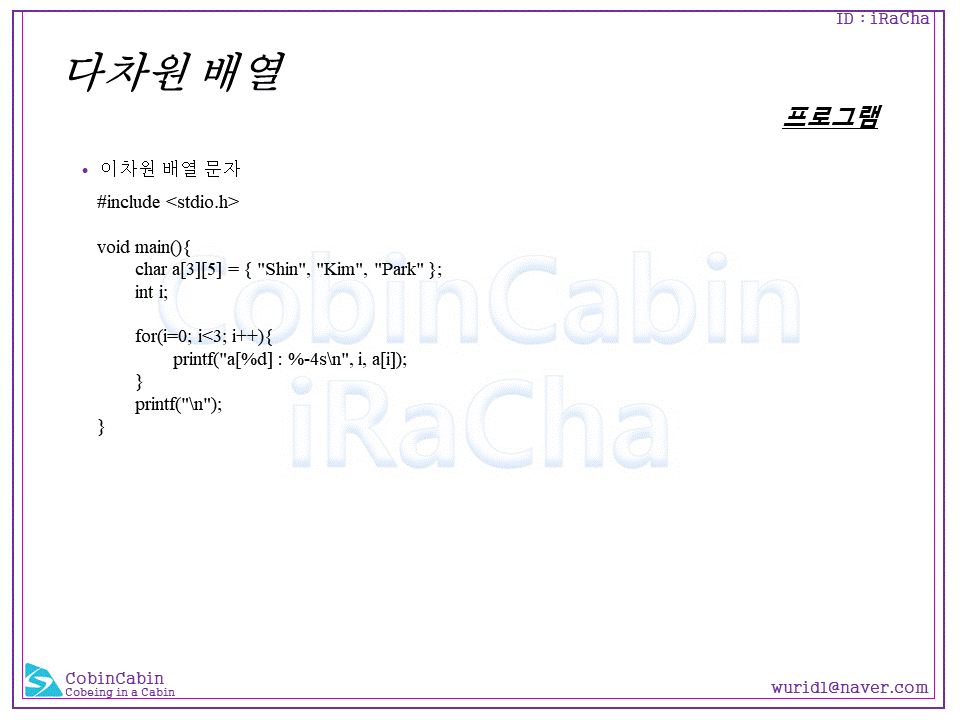 ID : iRaCha
다차원 배열
프로그램
• 이차원 배열 문자
#include <stdio.h>
void main(){
char a[3][5] = { "Shin", "Kim", "Park" };
int i;
for(i=0; i<3; i++){
printf("a[%d] : %-4s\n", i, a[i]);
}
printf("\n");
}
CobinCabin
iRaCha
CobinCabin
Cobeing in a Cabin
wurid1@naver.com